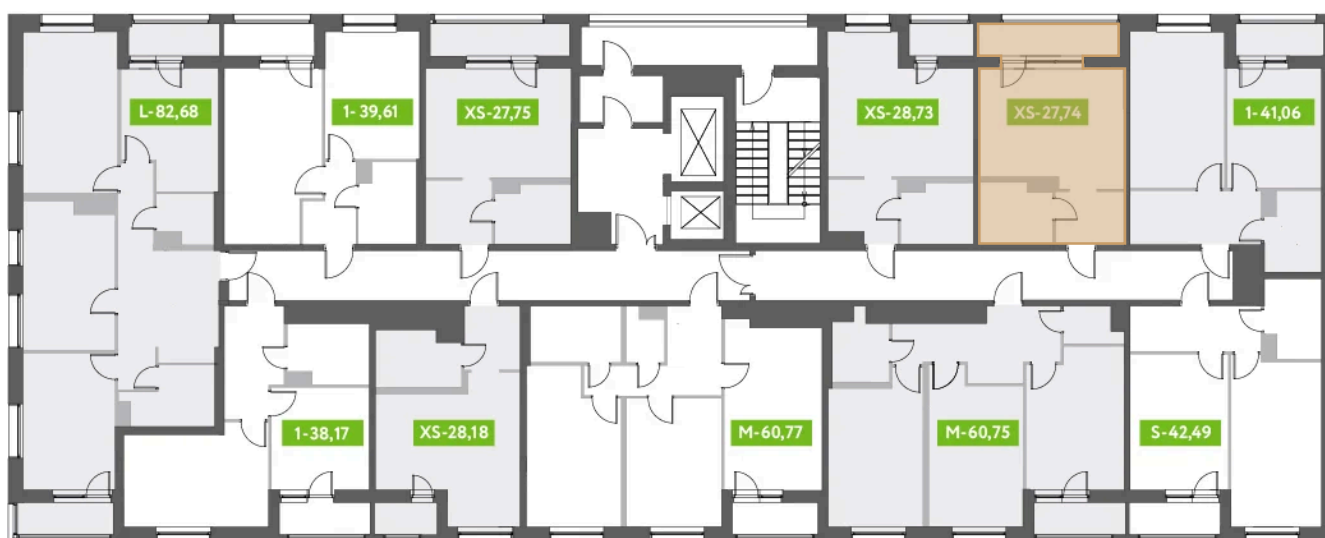 L-82,68
1- 39,61
XS-27,75
XS-28,73
XS-27,74
1-41,06
1-38,17
XS-28,18
M-60,77
M-60,75
S-42,49